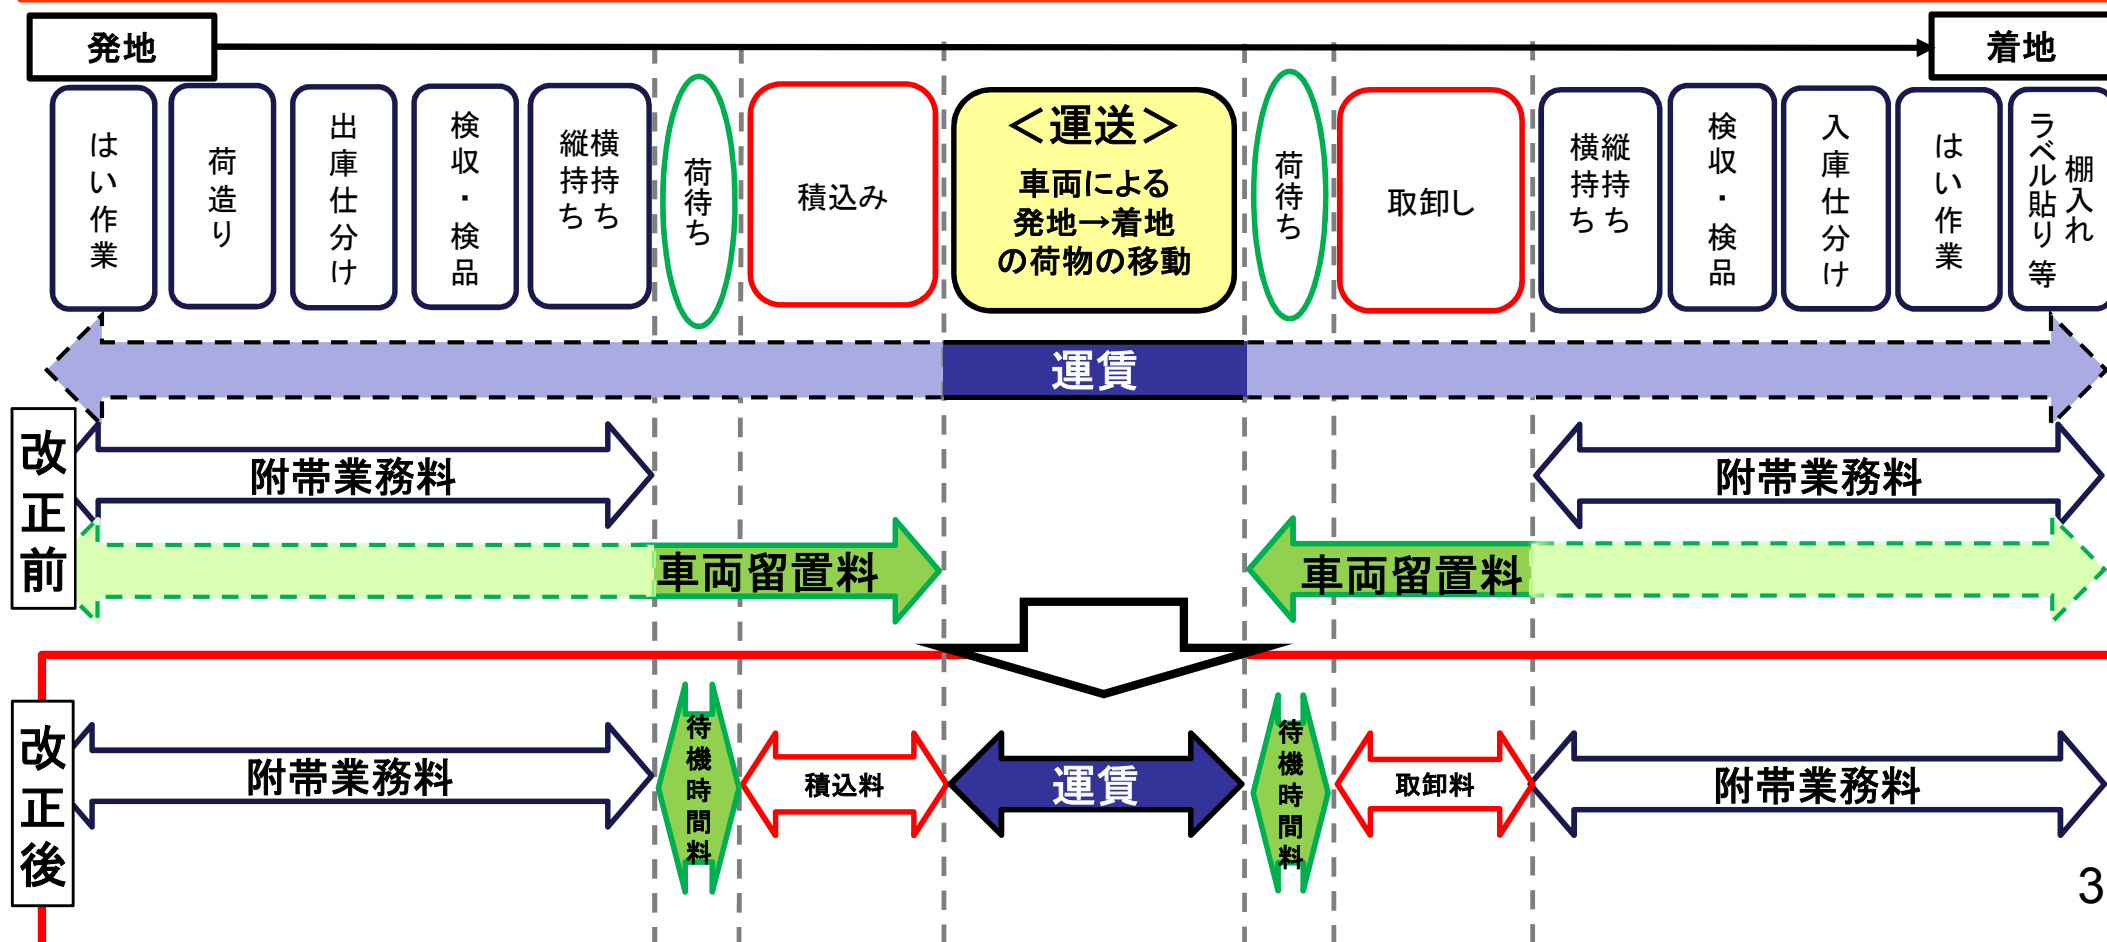 発地
着地
はい作業
荷造り
出庫仕分け
検収・検品
横持ち
縦持ち
荷待ち
積込み
＜運送＞
車両による
発地→着地
の荷物の移動
荷待ち
取卸し
縦持ち
横持ち
検収・検品
入庫仕分け
はい作業
棚入れ
ラベル貼り等
運賃
改正前
附帯業務料
附帯業務料
車両留置料
車両留置料
改正後
附帯業務料
待機時間料
積込料
運賃
待機時間料
取卸料
附帯業務料
3